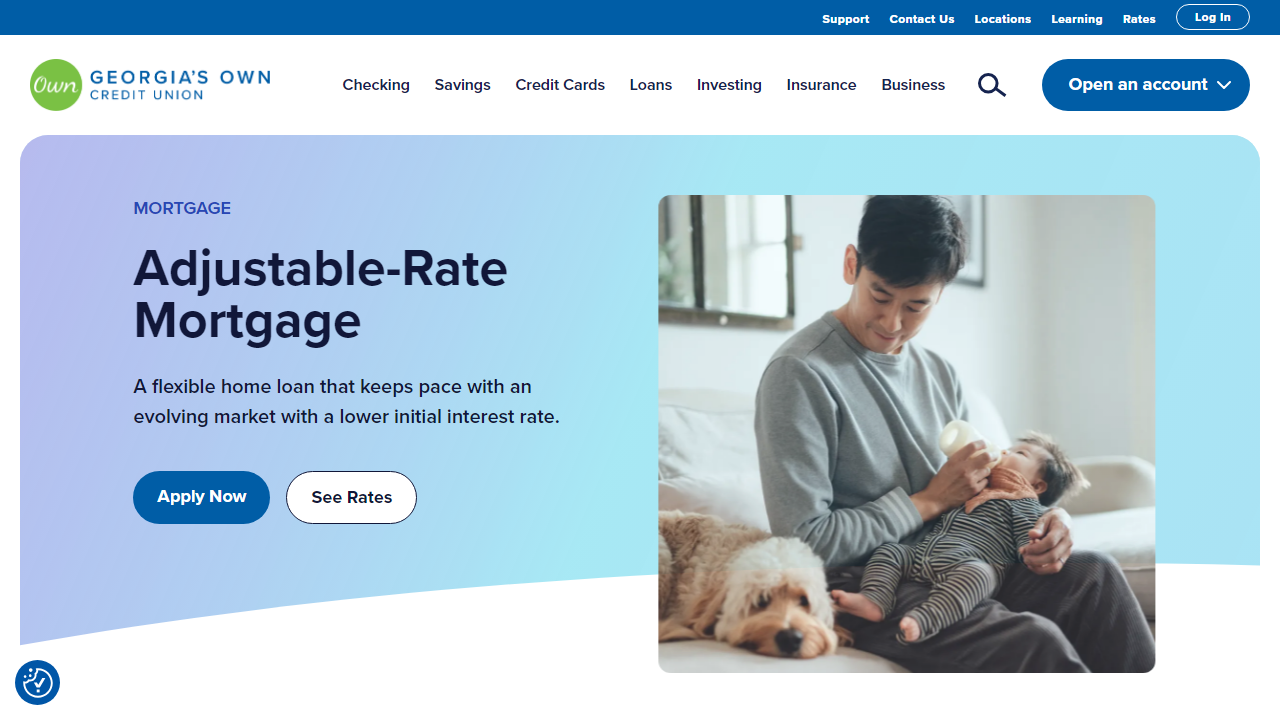 Support Contact Us Locations Learning Rates Log In
Own GEORGIA'S OWN
CREDIT UNION
Checking Savings Credit Cards Loans Investing Insurance Business Open an account
MORTGAGE
Adjustable-Rate
Mortgage
A flexible home loan that keeps pace with an
evolving market with a lower initial interest rate.
Apply Now See Rates